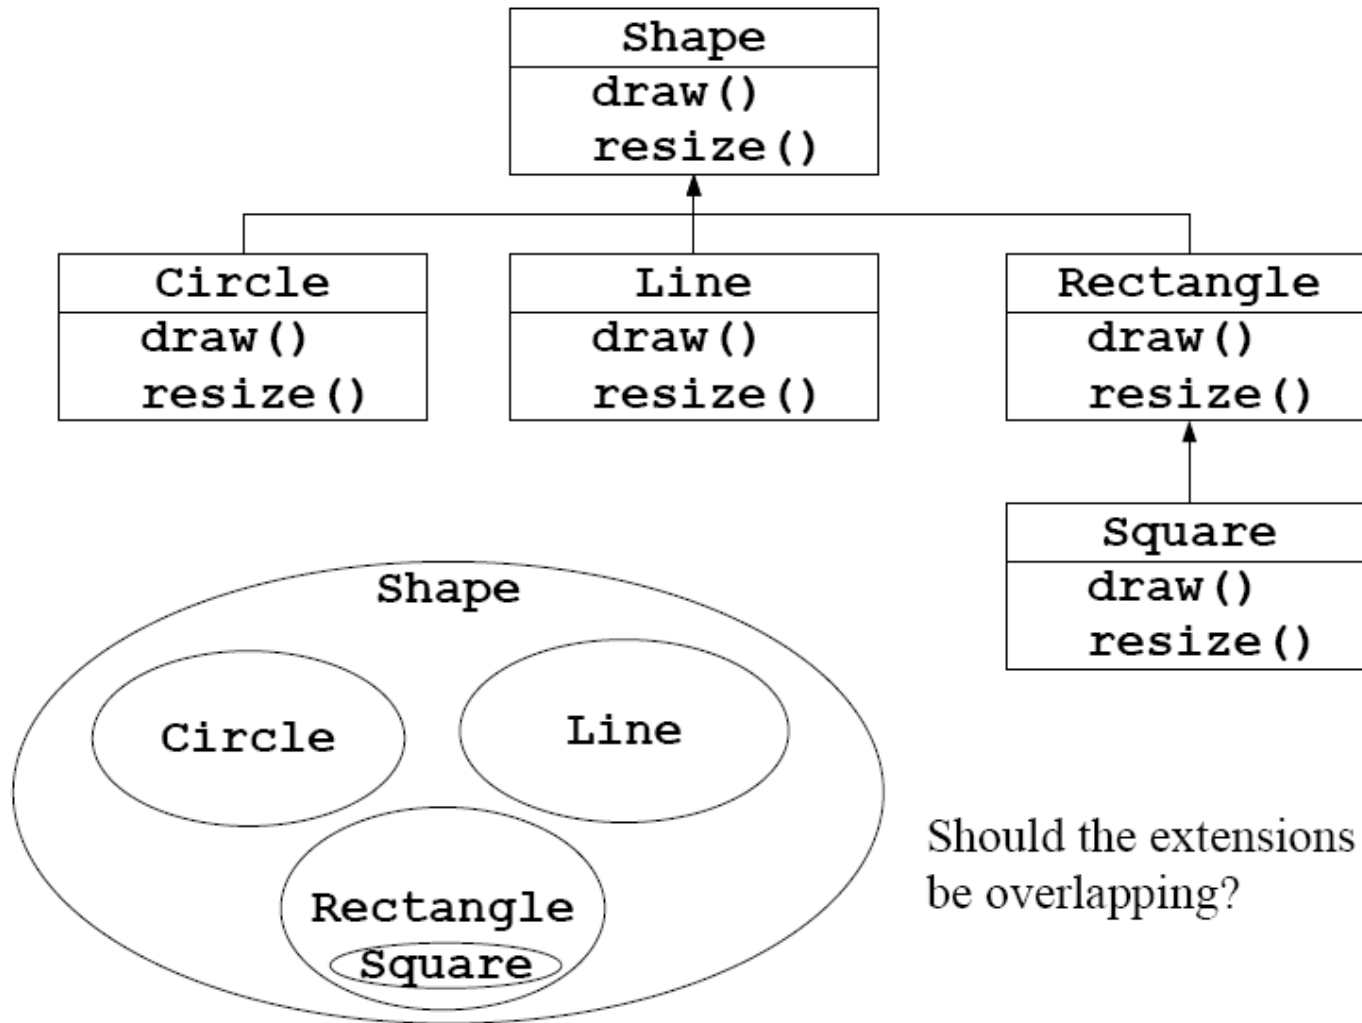 Shape
draw()
resize()
Circle
draw()
resize()
Line
draw()
resize()
Rectangle
draw()
resize()
Square
draw()
resize()
Shape
Circle
Line
Rectangle
Square
Should the extensions
be overlapping?